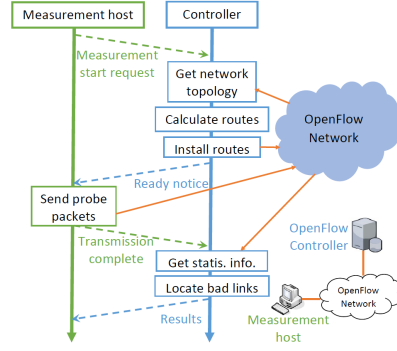 Measurement host
Controller
Measurement
start request
Get network
topology
Calculate routes
Install routes
OpenFlow
Network
Ready notice
Send probe
packets
Transmission
complete
Get statis. info.
Locate bad links
Results
OpenFlow
Controller
OpenFlow
Network
Measurement
host